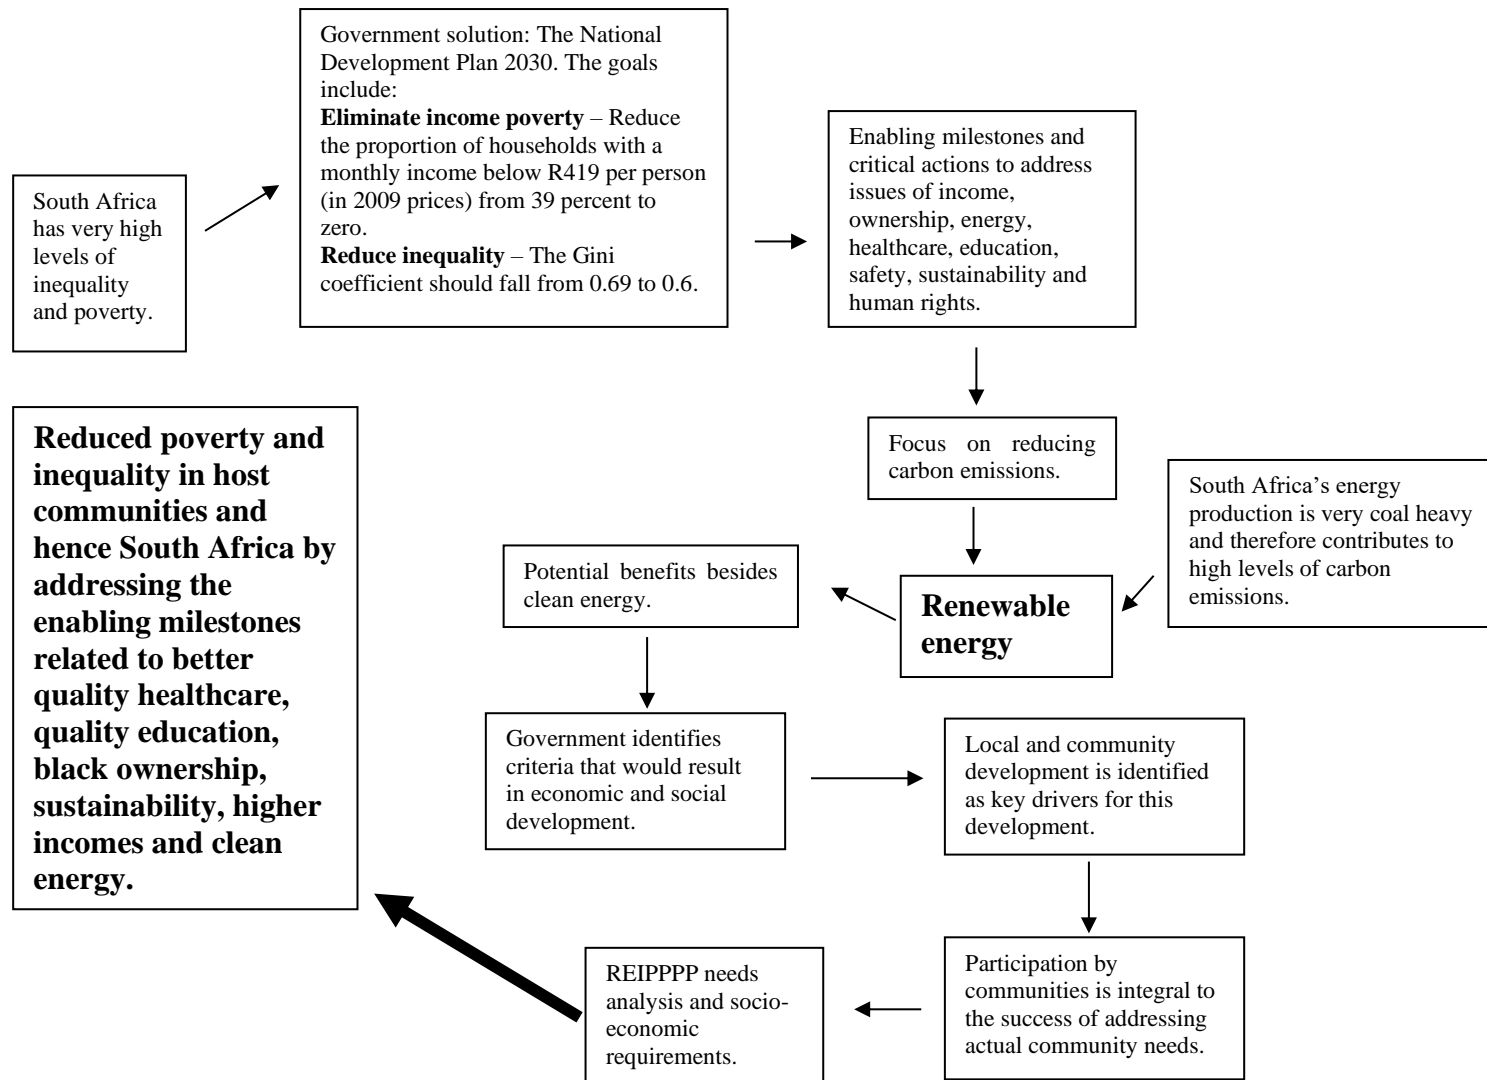 South Africa
has very high
levels of
inequality
and poverty.
Government solution: The National
Development Plan 2030. The goals
include:
Eliminate income poverty – Reduce
the proportion of households with a
monthly income below R419 per person
(in 2009 prices) from 39 percent to
zero.
Reduce inequality – The Gini
coefficient should fall from 0.69 to 0.6.
Enabling milestones and
critical actions to address
issues of income,
ownership, energy,
healthcare, education,
safety, sustainability and
human rights.
Focus on reducing
carbon emissions.
South Africa’s energy
production is very coal heavy
and therefore contributes to
high levels of carbon
emissions.
Renewable
energy
Potential benefits besides
clean energy.
Government identifies
criteria that would result
in economic and social
development.
Local and community
development is identified
as key drivers for this
development.
Participation by
communities is integral to
the success of addressing
actual community needs.
REIPPPP needs
analysis and socio-
economic
requirements.
Reduced poverty and
inequality in host
communities and
hence South Africa by
addressing the
enabling milestones
related to better
quality healthcare,
quality education,
black ownership,
sustainability, higher
incomes and clean
energy.